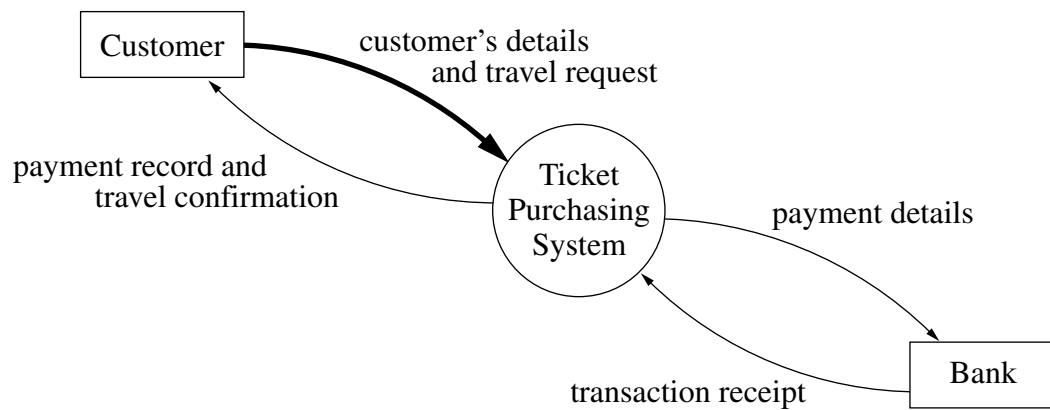 Customer
customer's details
and travel request
payment record and
travel confirmation
Ticket
Purchasing
System
payment details
transaction receipt
Bank